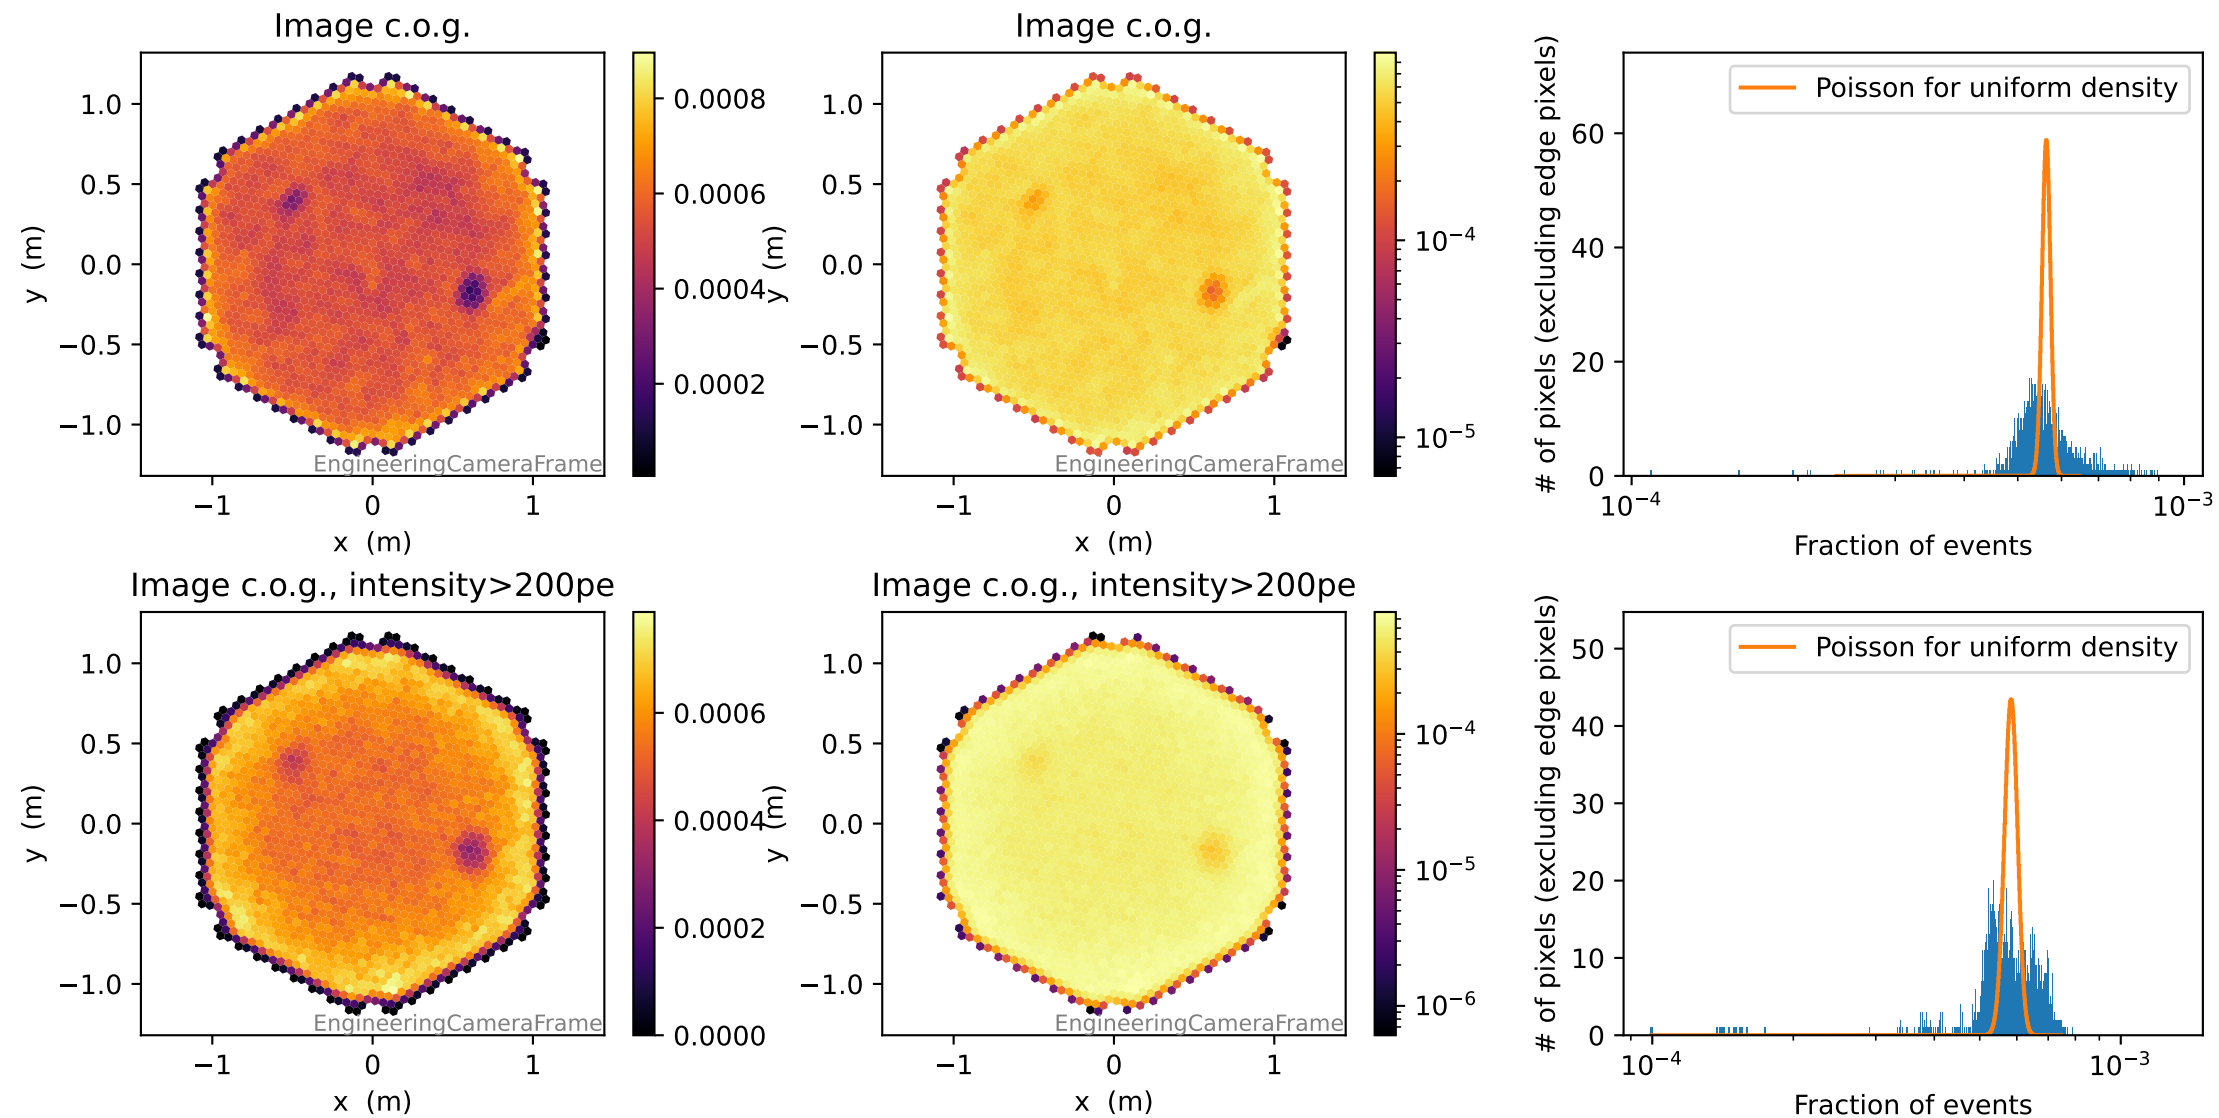 Image c.o.g.
1.0
0.5
0.0
−0.5
−1.0
y (m)
−1
0
1
x (m)
EngineeringCameraFrame
0.0008
0.0006
0.0004
0.0002
Image c.o.g.
1.0
0.5
0.0
−0.5
−1.0
y (m)
−1
0
1
x (m)
EngineeringCameraFrame
10⁻⁴
10⁻⁵
# of pixels (excluding edge pixels)
60
40
20
0
Poisson for uniform density
10⁻⁴
10⁻³
Fraction of events
Image c.o.g., intensity>200pe
1.0
0.5
0.0
−0.5
−1.0
y (m)
−1
0
1
x (m)
EngineeringCameraFrame
0.0006
0.0004
0.0002
0.0000
Image c.o.g., intensity>200pe
1.0
0.5
0.0
−0.5
−1.0
y (m)
−1
0
1
x (m)
EngineeringCameraFrame
10⁻⁴
10⁻⁵
10⁻⁶
# of pixels (excluding edge pixels)
50
40
30
20
10
0
Poisson for uniform density
10⁻⁴
10⁻³
Fraction of events